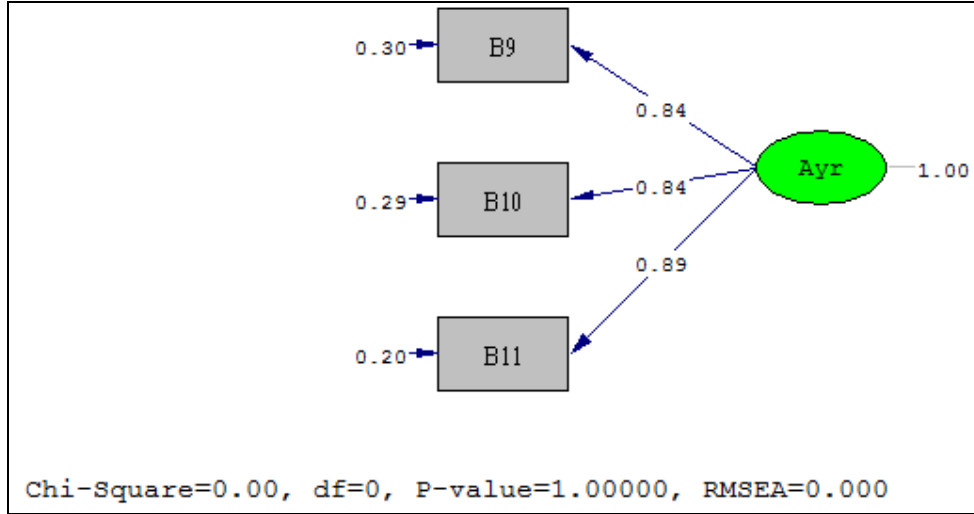 0.30 B9
0.84
Ayr 1.00
0.84
0.29 B10
0.89
0.20 B11
Chi-Square=0.00, df=0, P-value=1.00000, RMSEA=0.000